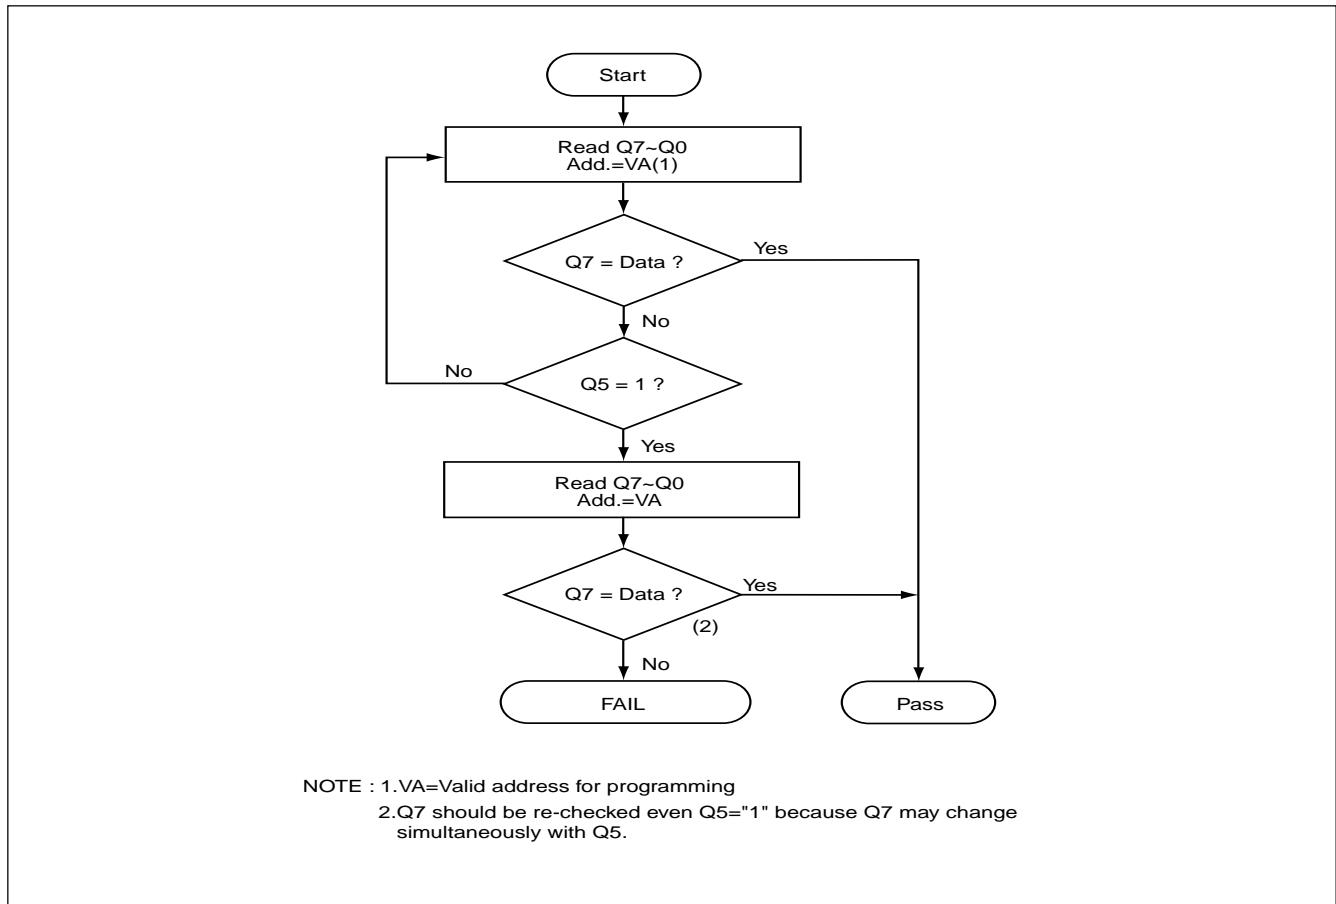 Start
Read Q7~Q0
Add.=VA(1)
Q7 = Data ?
Yes
No
No
Q5 = 1 ?
Yes
Read Q7~Q0
Add.=VA
Q7 = Data ?
Yes
(2)
No
FAIL
Pass
NOTE : 1.VA=Valid address for programming
2.Q7 should be re-checked even Q5="1" because Q7 may change
simultaneously with Q5.